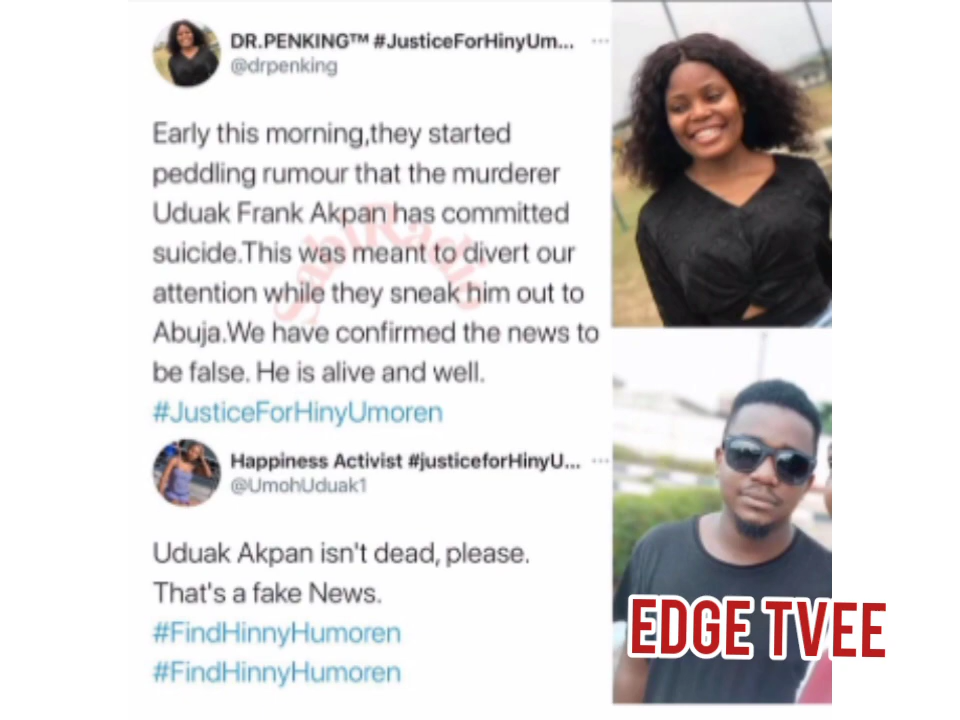 DR.PENKING™ #JusticeForHinyUm... ...
@drpenking
Early this morning,they started
peddling rumour that the murderer
Uduak Frank Akpan has committed
suicide.This was meant to divert our
attention while they sneak him out to
Abuja.We have confirmed the news to
be false. He is alive and well.
#JusticeForHinyUmoren
SabiRadio
Happiness Activist #justiceforHinyU... ...
@UmohUduak1
Uduak Akpan isn't dead, please.
That's a fake News.
#FindHinnyHumoren
#FindHinnyHumoren
EDGE TVEE